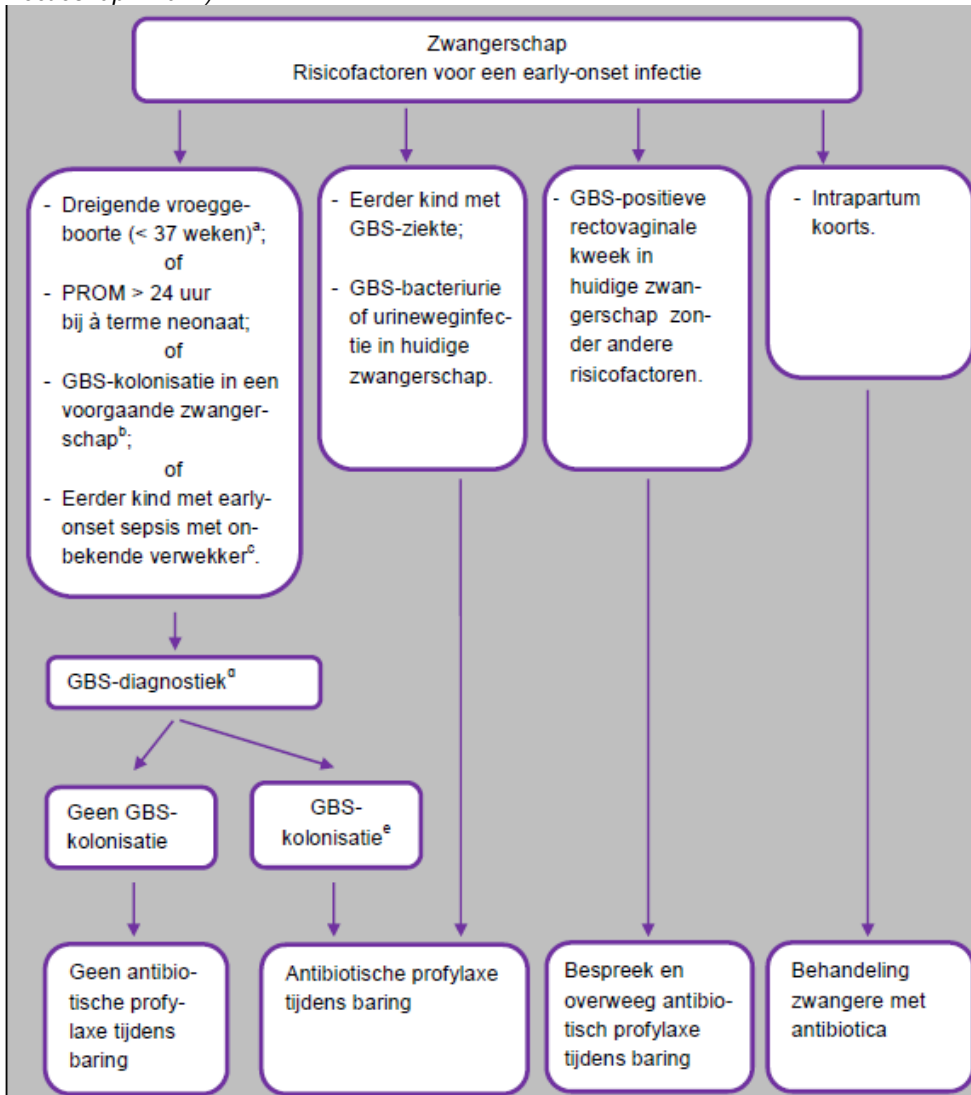 Zwangerschap
Risicofactoren voor een early-onset infectie
- Dreigende vroegge-
boorte (< 37 weken)ᵃ;
of
- PROM > 24 uur
bij à terme neonaat;
of
- GBS-kolonisatie in een
voorgaande zwanger-
schapᵇ;
of
- Eerder kind met early-
onset sepsis met on-
bekende verwekkerᶜ.
- Eerder kind met
GBS-ziekte;
- GBS-bacteriurie
of urineweginfec-
tie in huidige
zwangerschap.
- GBS-positieve
rectovaginale
kweek in
huidige zwan-
gerschap zon-
der andere
risicofactoren.
- Intrapartum
koorts.
GBS-diagnostiekᵈ
Geen GBS-
kolonisatie
GBS-
kolonisatieᵉ
Geen antibio-
tische profy-
laxe tijdens
baring
Antibiotische profylaxe
tijdens baring
Bespreek en
overweeg antibio-
tisch profylaxe
tijdens baring
Behandeling
zwangere met
antibiotica